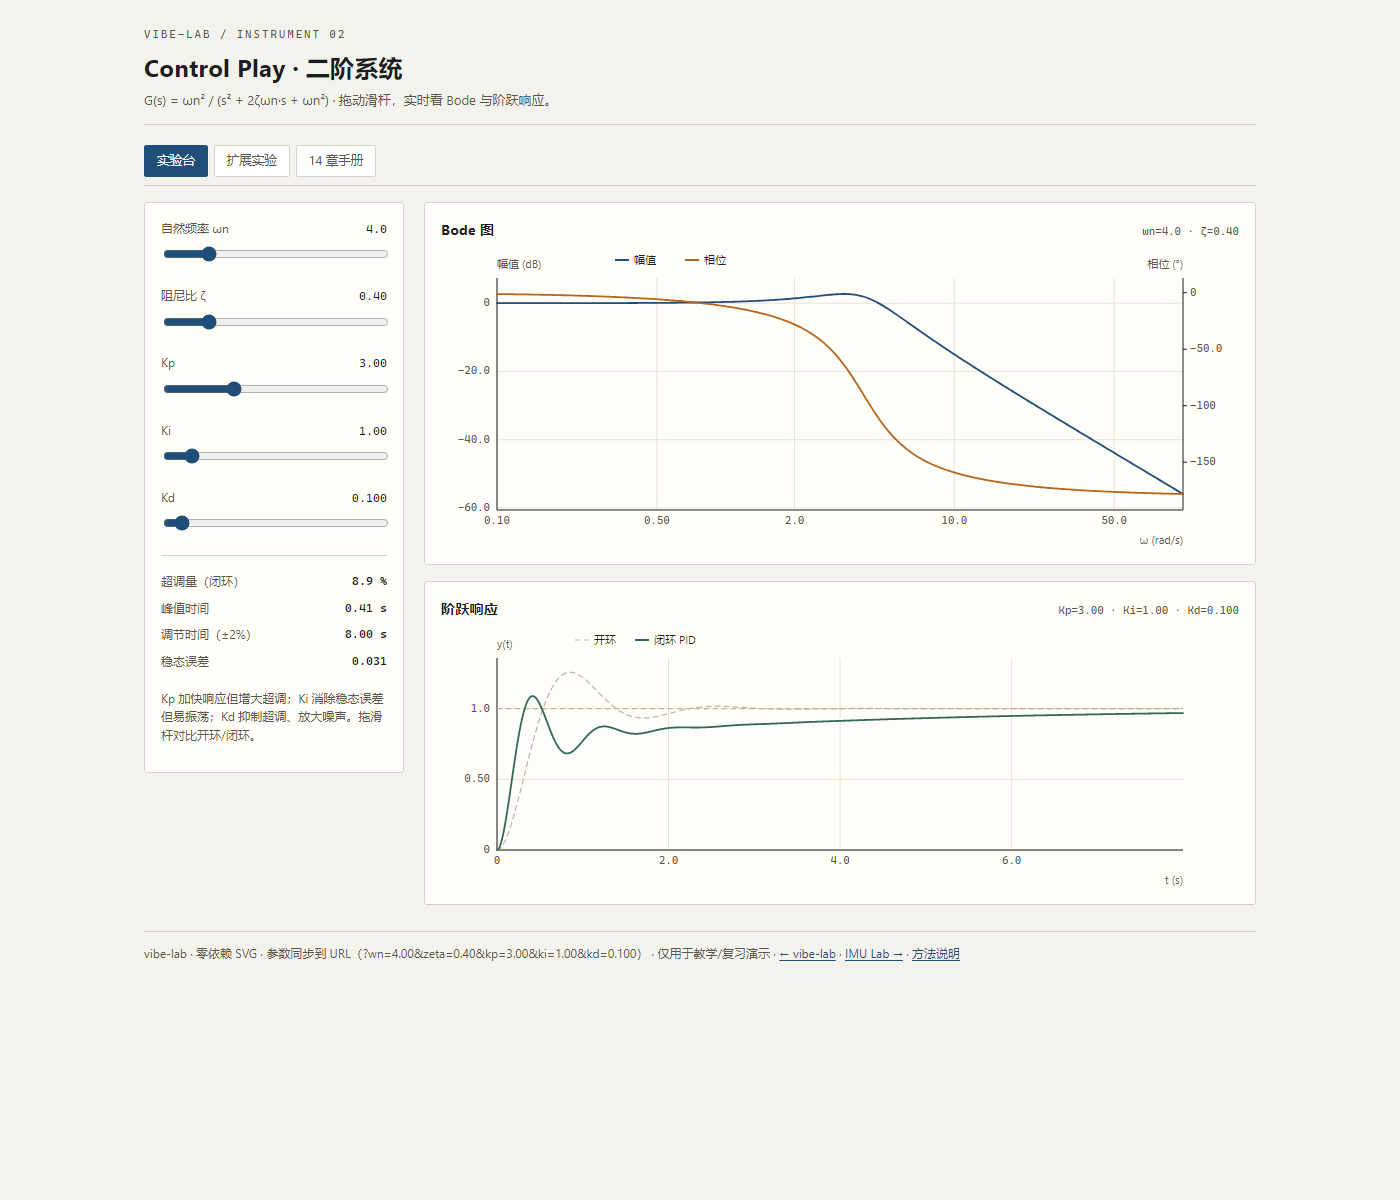 VIBE-LAB / INSTRUMENT 02
Control Play · 二阶系统
G(s) = ωn² / (s² + 2ζωn·s + ωn²) · 拖动滑杆，实时看 Bode 与阶跃响应。
实验台 扩展实验 14 章手册
自然频率 ωn 4.0
阻尼比 ζ 0.40
Kp 3.00
Ki 1.00
Kd 0.100
超调量（闭环） 8.9 %
峰值时间 0.41 s
调节时间（±2%） 8.00 s
稳态误差 0.031
Kp 加快响应但增大超调；Ki 消除稳态误差
但易振荡；Kd 抑制超调、放大噪声。拖滑
杆对比开环/闭环。
Bode 图 ωn=4.0 · ζ=0.40
幅值 (dB) 幅值 相位 相位 (°)
0
-20.0
-40.0
-60.0
0
-50.0
-100
-150
0.10 0.50 2.0 10.0 50.0
ω (rad/s)
阶跃响应 Kp=3.00 · Ki=1.00 · Kd=0.100
y(t) 开环 闭环 PID
1.0
0.50
0
0 2.0 4.0 6.0
t (s)
vibe-lab · 零依赖 SVG · 参数同步到 URL（?wn=4.00&zeta=0.40&kp=3.00&ki=1.00&kd=0.100） · 仅用于教学/复习演示 · ← vibe-lab · IMU Lab → · 方法说明